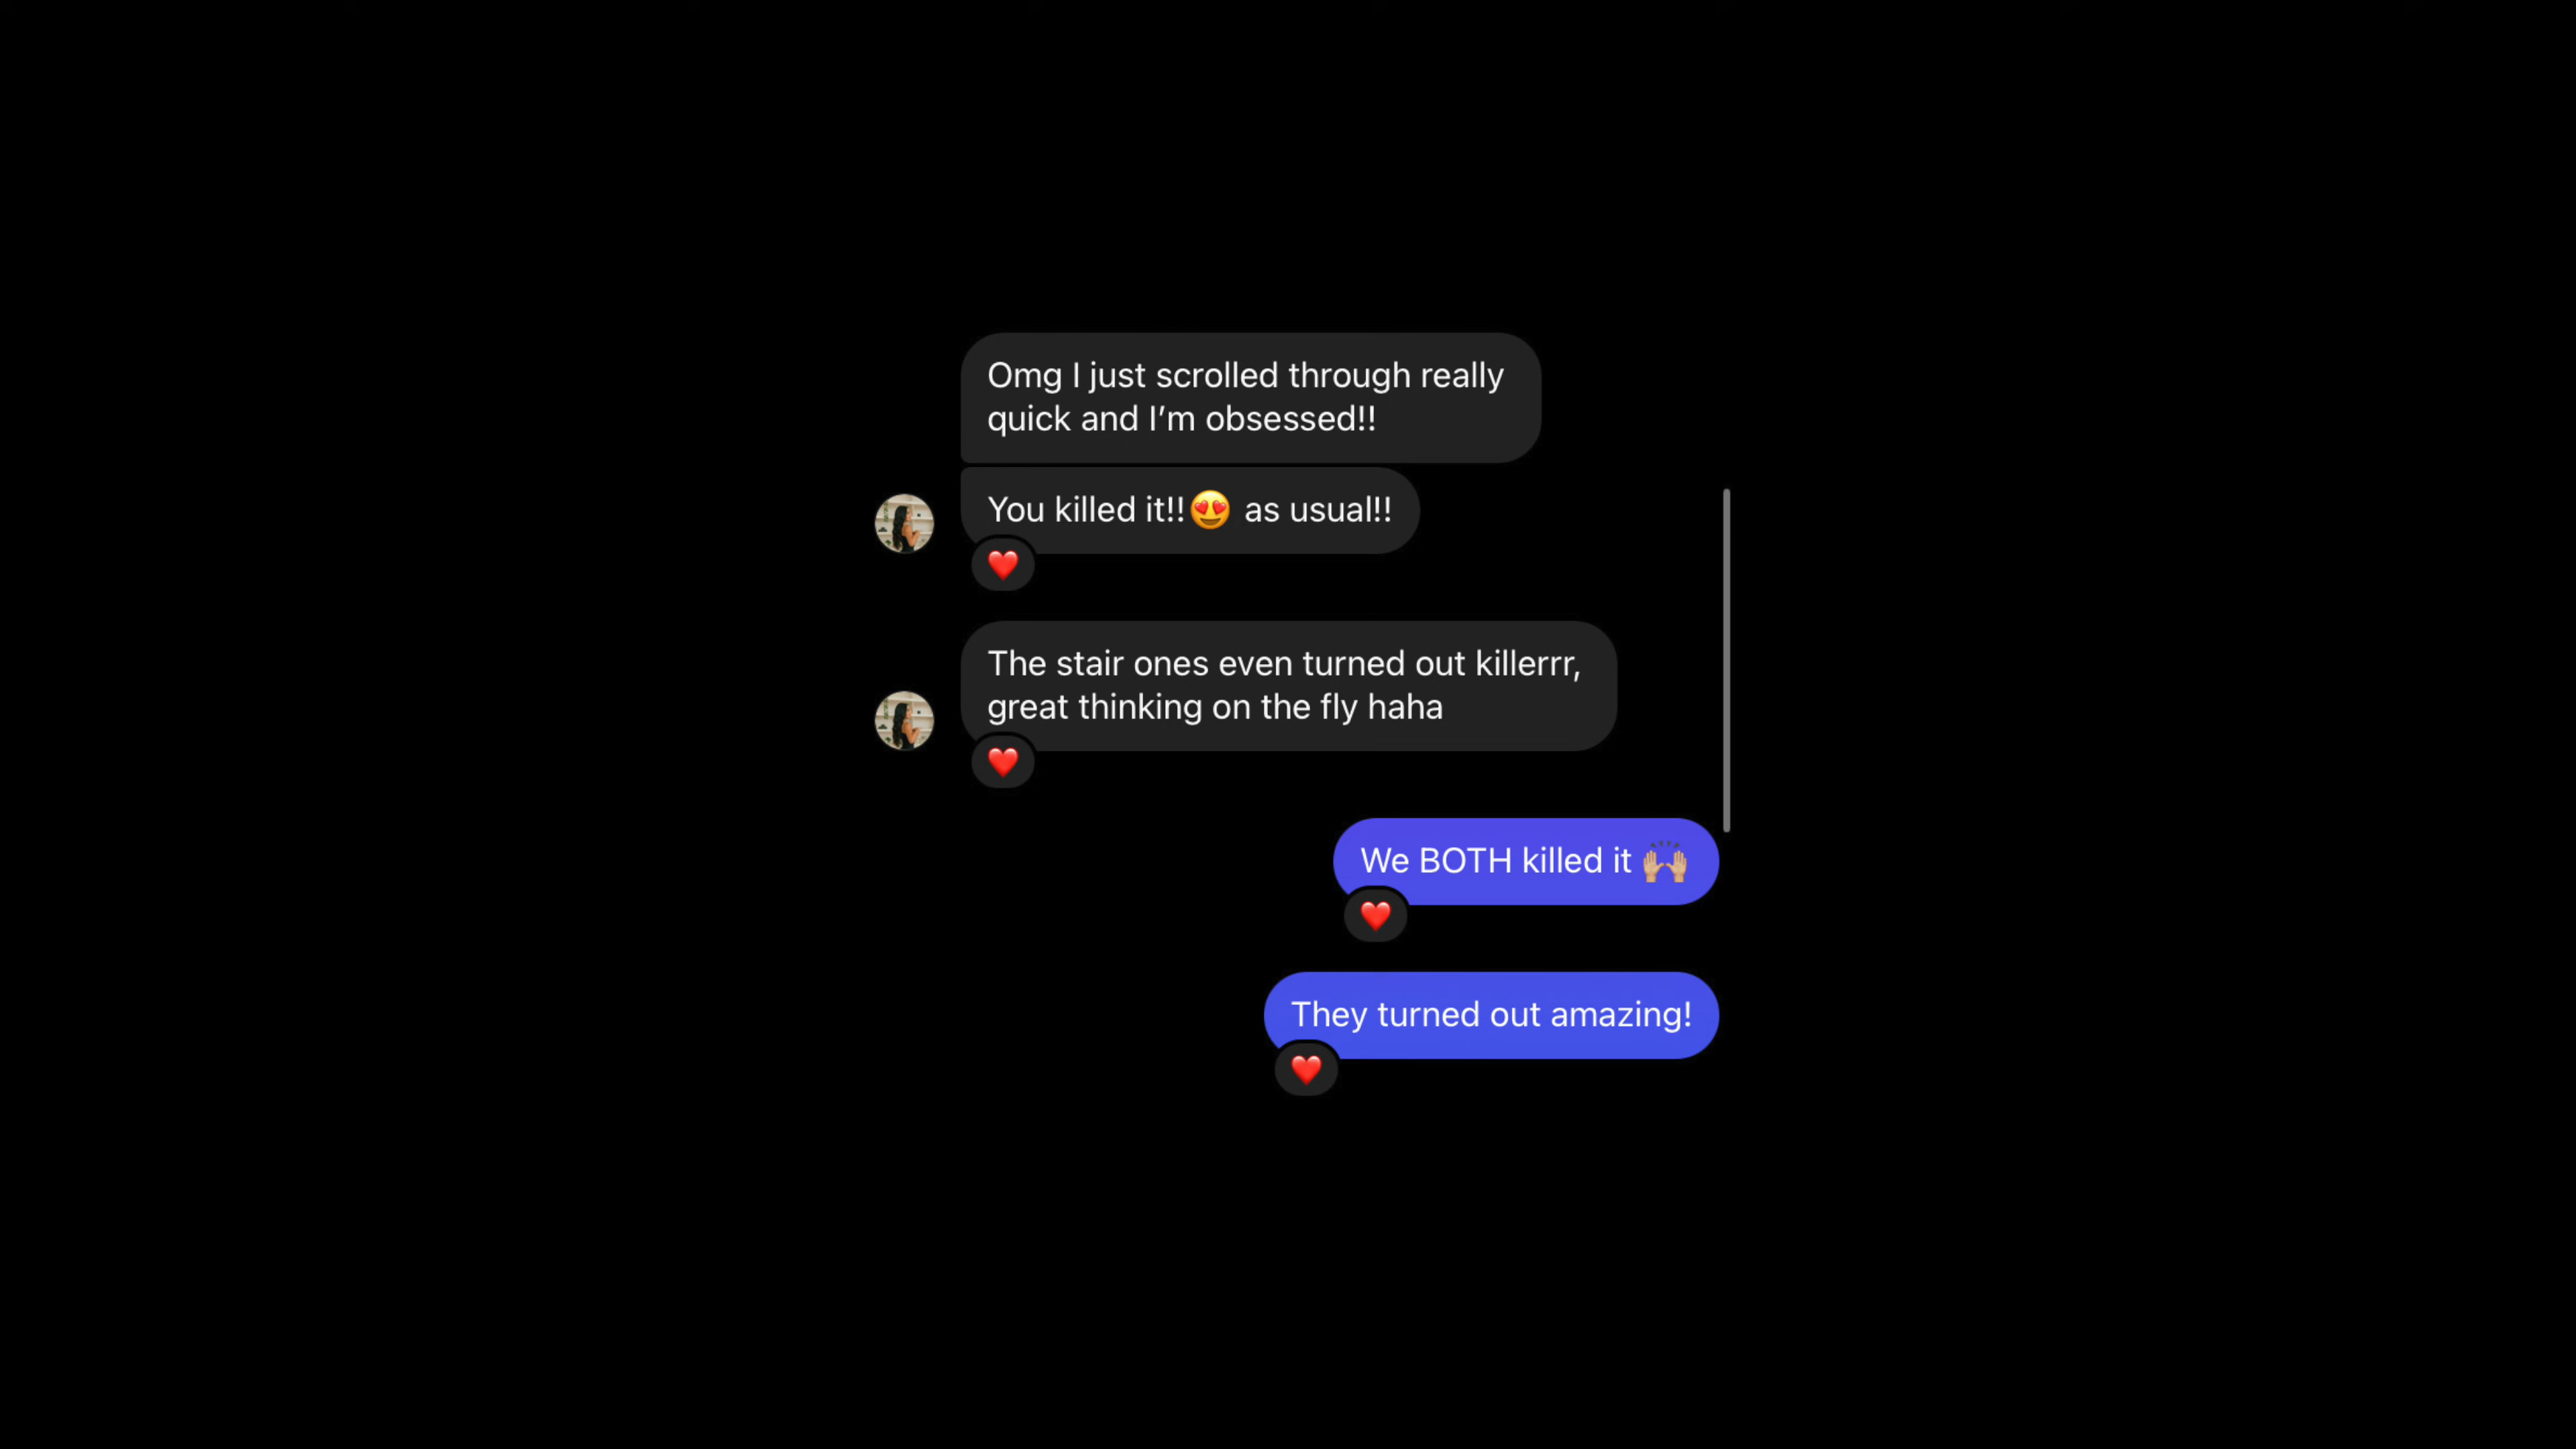 Omg I just scrolled through really
quick and I’m obsessed!!
You killed it!!😍 as usual!!
❤️
The stair ones even turned out killerrr,
great thinking on the fly haha
❤️
We BOTH killed it 🙌🏼
❤️
They turned out amazing!
❤️